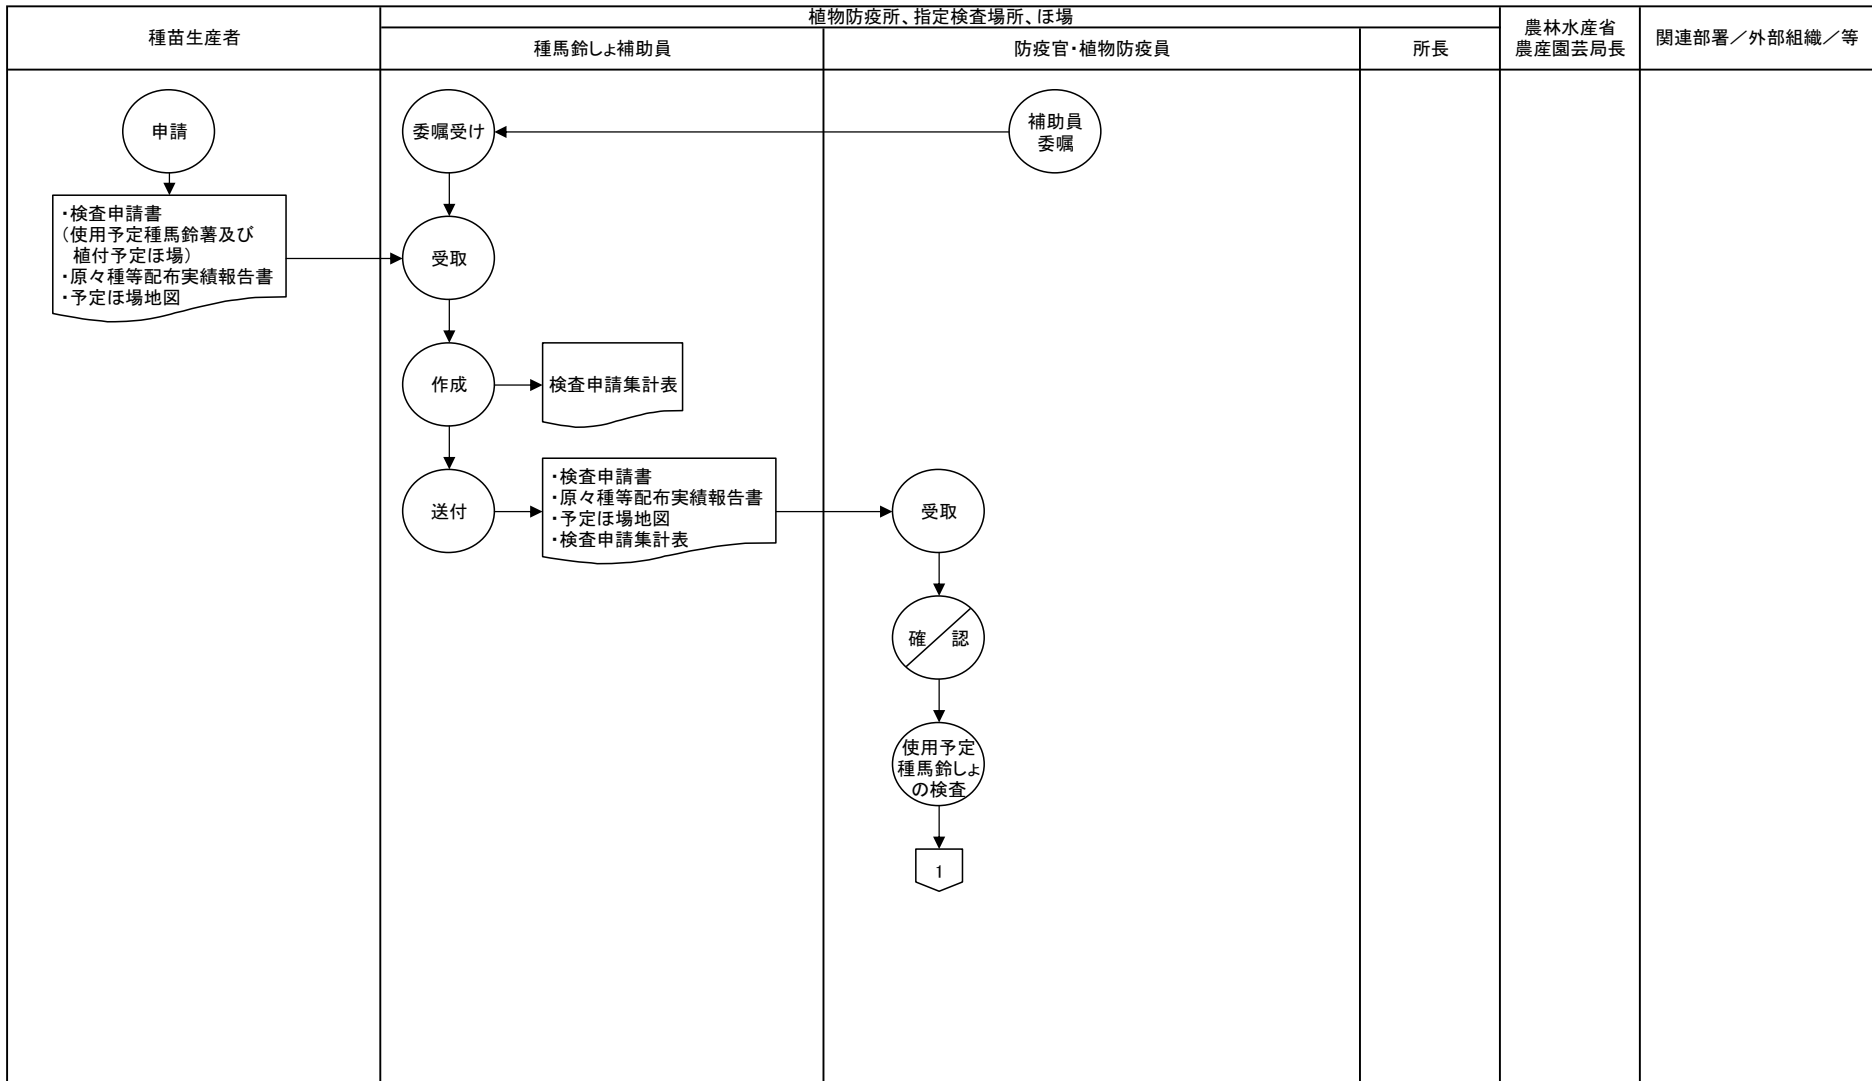 植物防疫所、指定検査場所、ほ場
種苗生産者
種馬鈴しょ補助員
防疫官・植物防疫員
所長
農林水産省
農産園芸局長
関連部署／外部組織／等
申請
委嘱受け
補助員
委嘱
・検査申請書
（使用予定種馬鈴薯及び
植付予定ほ場）
・原々種等配布実績報告書
・予定ほ場地図
受取
作成
検査申請集計表
送付
・検査申請書
・原々種等配布実績報告書
・予定ほ場地図
・検査申請集計表
受取
確 認
使用予定
種馬鈴しょ
の検査
1